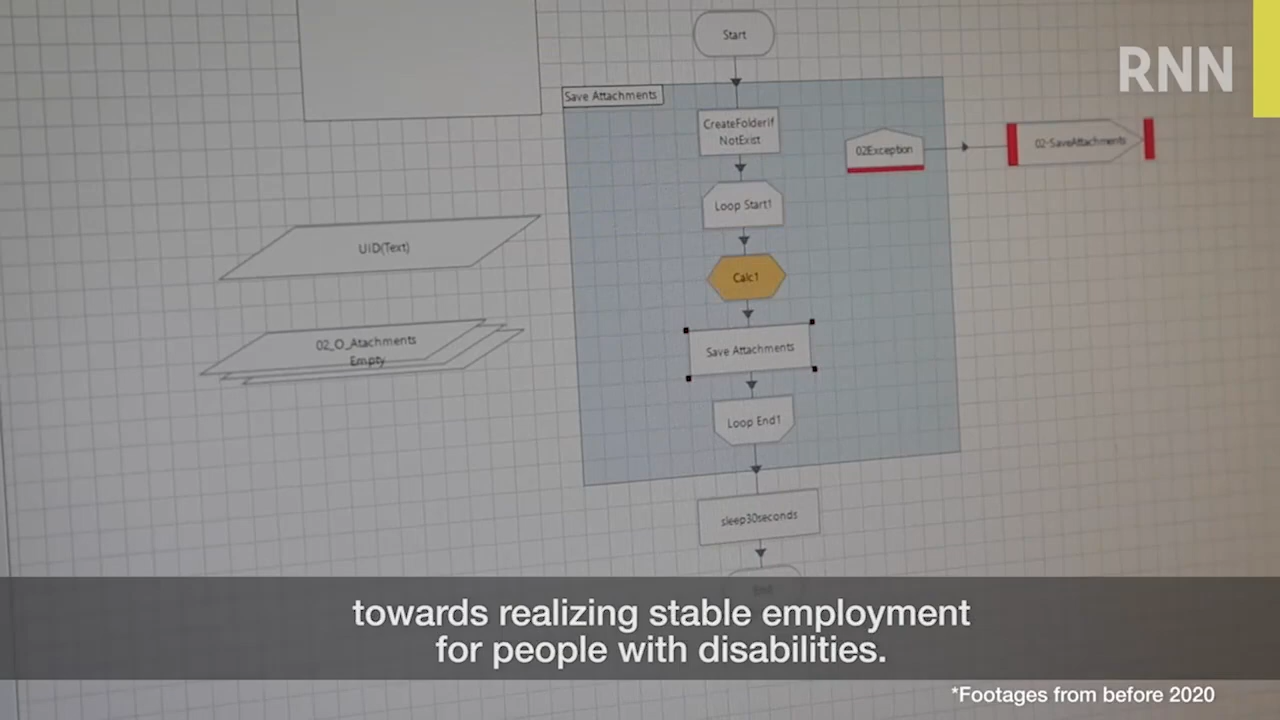 Start
RNN
Save Attachments
CreateFolderIf
NotExist
02Exception
02-SaveAttachments
Loop Start1
UID(Text)
Calc1
02_O_Atachments
Empty
Save Attachments
Loop End1
sleep30seconds
End
towards realizing stable employment
for people with disabilities.
*Footages from before 2020